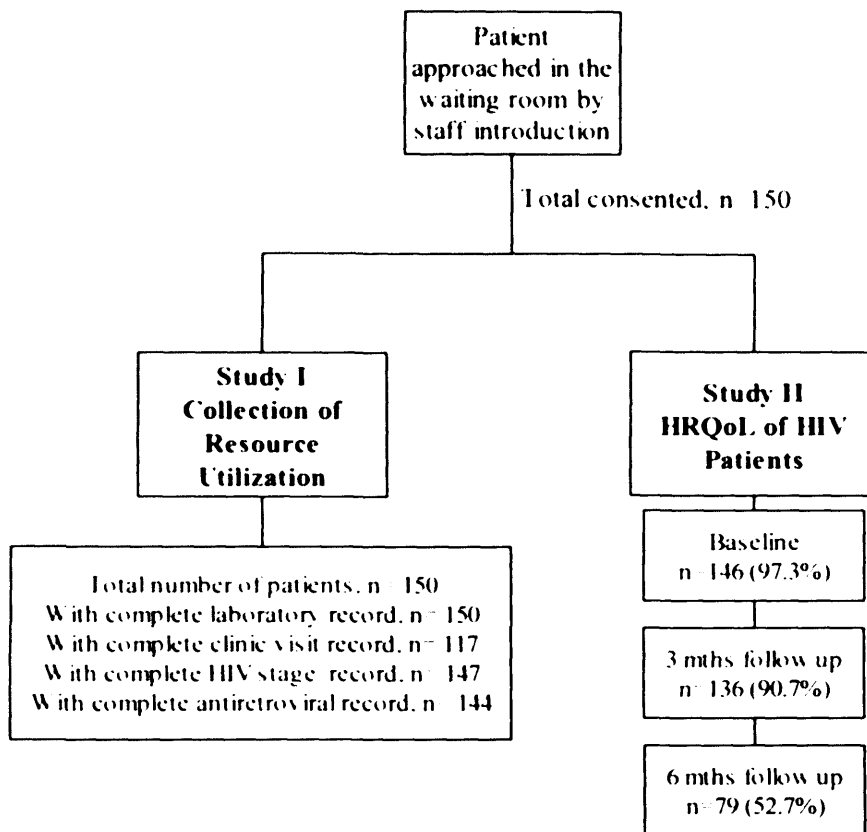 Patient
approached in the
waiting room by
staff introduction
Total consented, n=150
Study I
Collection of
Resource
Utilization
Total number of patients, n=150
With complete laboratory record, n=150
With complete clinic visit record, n=117
With complete HIV stage record, n=147
With complete antiretroviral record, n=144
Study II
HRQoL of HIV
Patients
Baseline
n=146 (97.3%)
3 mths follow up
n=136 (90.7%)
6 mths follow up
n=79 (52.7%)